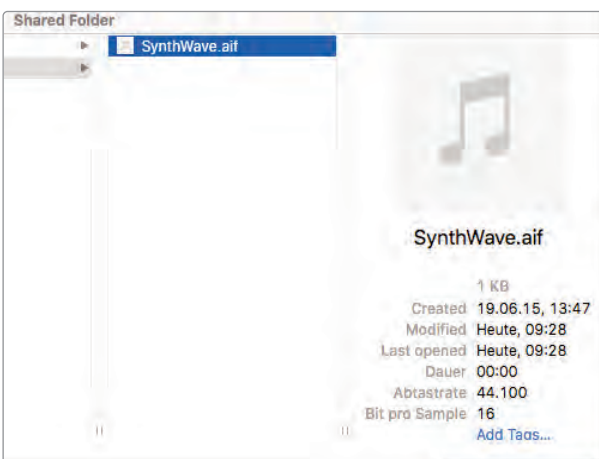 Shared Folder
SynthWave.aif
SynthWave.aif
1 KB
Created 19.06.15, 13:47
Modified Heute, 09:28
Last opened Heute, 09:28
Dauer 00:00
Abtastrate 44.100
Bit pro Sample 16
Add Tags...